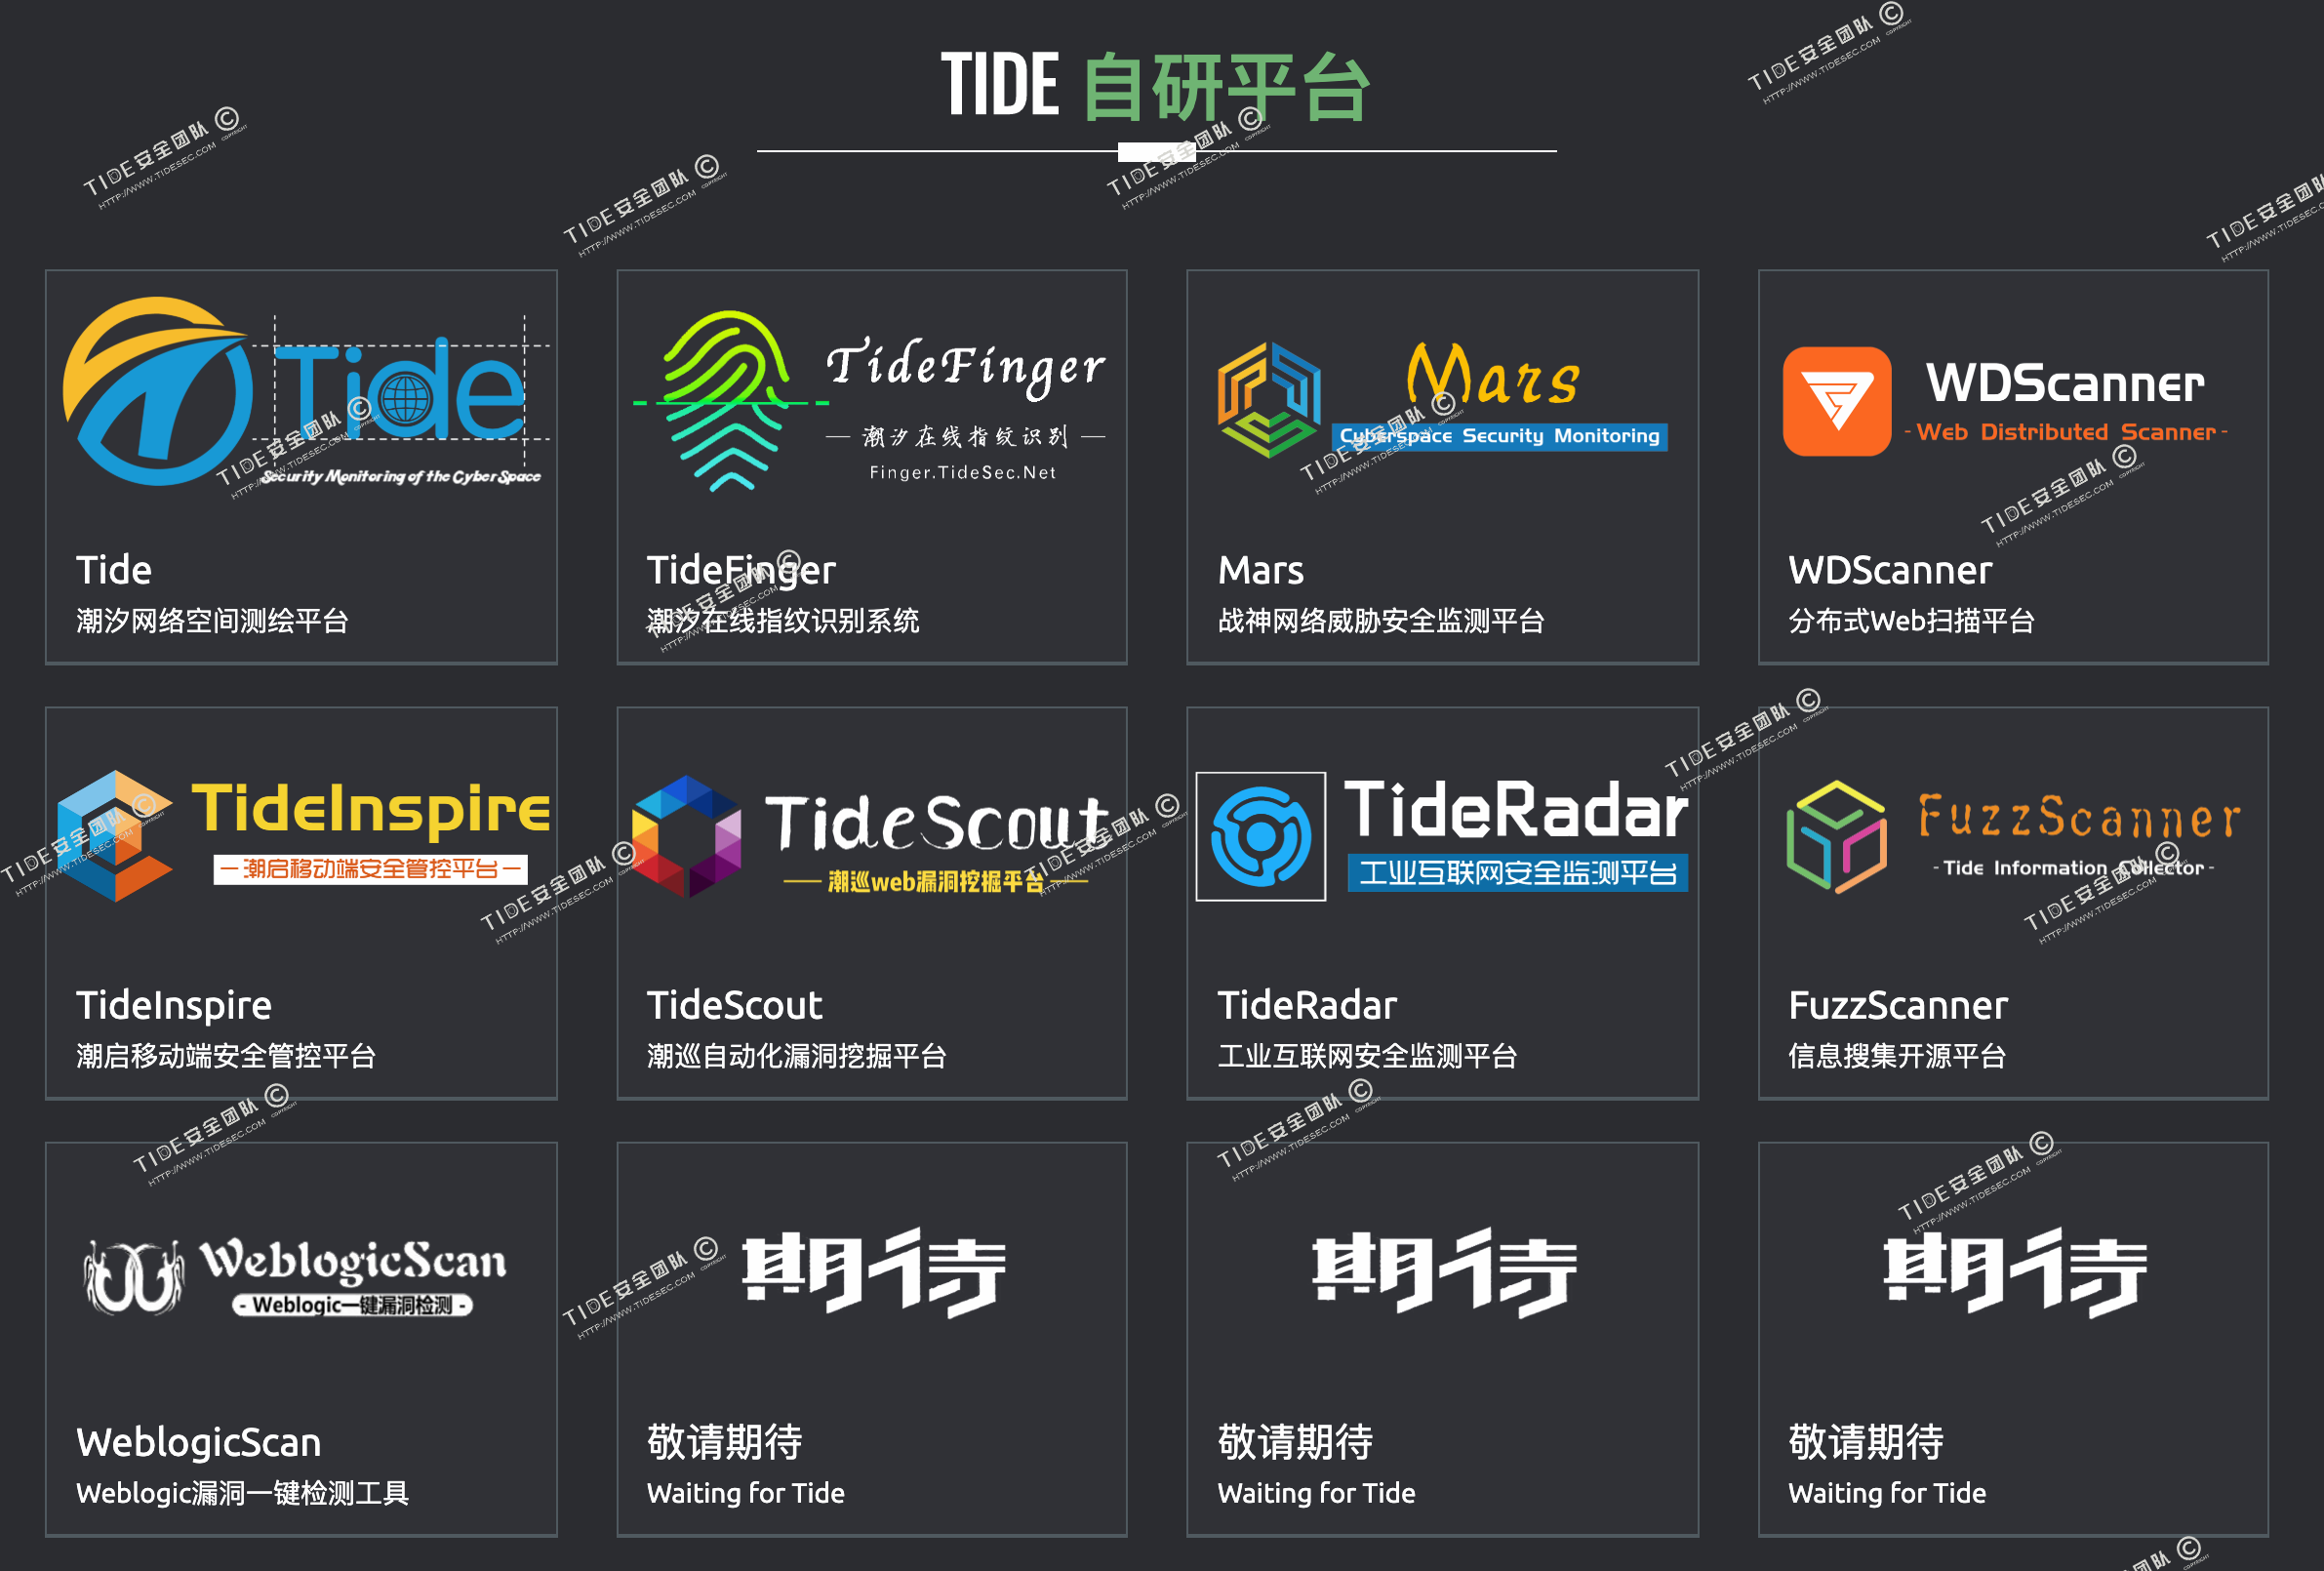 TIDE 自研平台
TIDE安全团队 ©
COPYRIGHT
HTTP://WWW.TIDESEC.COM
Tide
Security Monitoring of the Cyber Space
Tide
潮汐网络空间测绘平台
TideFinger
潮汐在线指纹识别
Finger.TideSec.Net
TideFinger
潮汐在线指纹识别系统
Mars
Cyberspace Security Monitoring
Mars
战神网络威胁安全监测平台
WDScanner
-Web Distributed Scanner-
WDScanner
分布式Web扫描平台
TideInspire
—潮启移动端安全管控平台—
TideInspire
潮启移动端安全管控平台
TideScout
潮巡web漏洞挖掘平台
TideScout
潮巡自动化漏洞挖掘平台
TideRadar
工业互联网安全监测平台
TideRadar
工业互联网安全监测平台
FuzzScanner
-Tide Information Collector-
FuzzScanner
信息搜集开源平台
WeblogicScan
- Weblogic一键漏洞检测 -
WeblogicScan
Weblogic漏洞一键检测工具
期待
敬请期待
Waiting for Tide
期待
敬请期待
Waiting for Tide
期待
敬请期待
Waiting for Tide